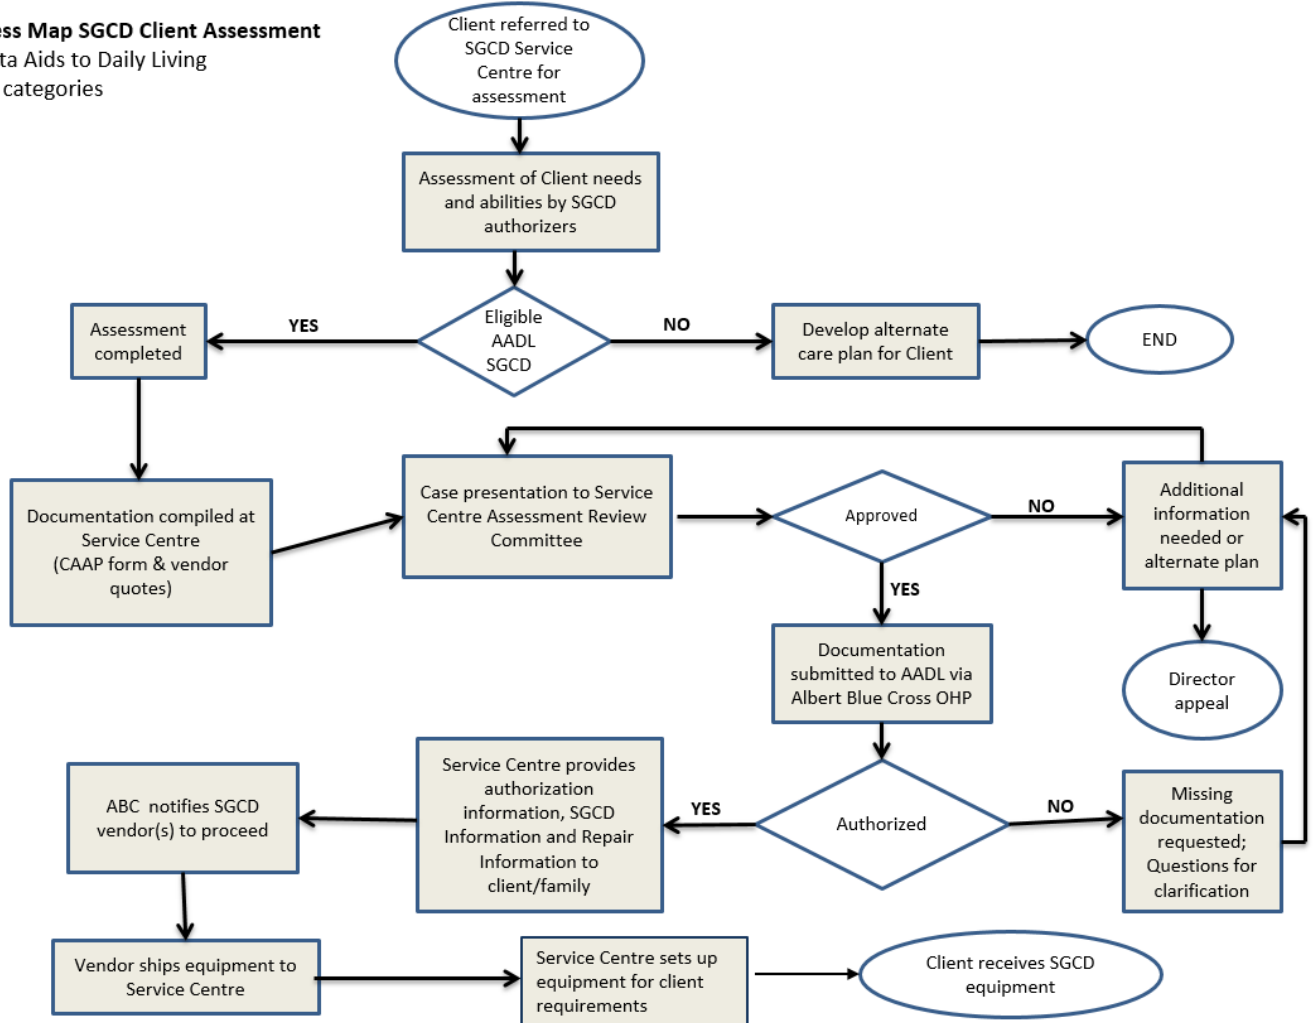 ess Map SGCD Client Assessment
ta Aids to Daily Living
categories
Client referred to
SGCD Service
Centre for
assessment
Assessment of Client needs
and abilities by SGCD
authorizers
Eligible
AADL
SGCD
YES
NO
Assessment
completed
Develop alternate
care plan for Client
END
Documentation compiled at
Service Centre
(CAAP form & vendor
quotes)
Case presentation to Service
Centre Assessment Review
Committee
Approved
NO
Additional
information
needed or
alternate plan
YES
Director
appeal
Documentation
submitted to AADL via
Albert Blue Cross OHP
Authorized
YES
NO
Missing
documentation
requested;
Questions for
clarification
Service Centre provides
authorization
information, SGCD
Information and Repair
Information to
client/family
ABC notifies SGCD
vendor(s) to proceed
Vendor ships equipment to
Service Centre
Service Centre sets up
equipment for client
requirements
Client receives SGCD
equipment